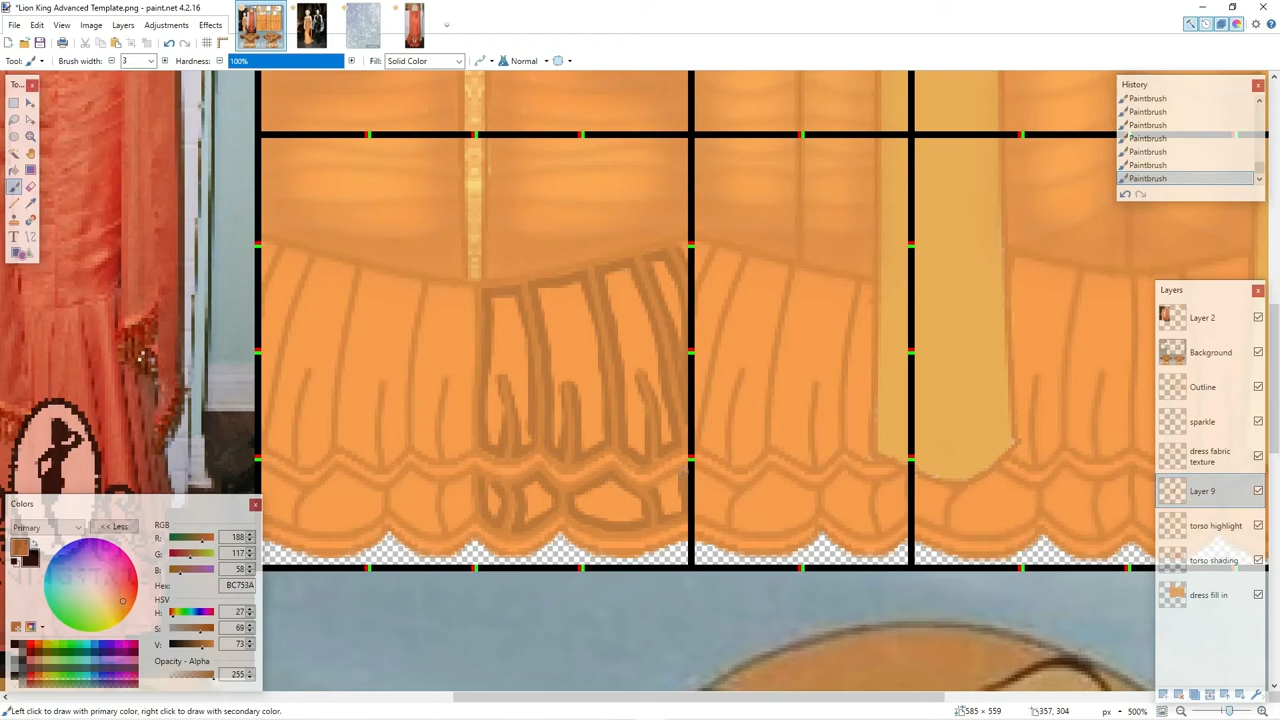 *Lion King Advanced Template.png - paint.net 4.2.16
File Edit View Image Layers Adjustments Effects
Tool: Brush width: 3 Hardness: 100% Fill: Solid Color Normal
To...
History
Paintbrush
Paintbrush
Paintbrush
Paintbrush
Paintbrush
Paintbrush
Paintbrush
Layers
Layer 2
Background
Outline
sparkle
dress fabric
texture
Layer 9
torso highlight
torso shading
dress fill in
Colors
Primary
<< Less
RGB
R: 188
G: 117
B: 58
Hex: BC753A
HSV
H: 27
S: 69
V: 73
Opacity - Alpha
255
Left click to draw with primary color, right click to draw with secondary color.
585 × 559
357, 304
px
500%